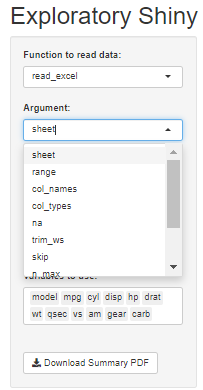 Exploratory Shiny
Function to read data:
read_excel
Argument:
sheet
sheet
range
col_names
col_types
na
trim_ws
skip
n_max
Variables to use:
model mpg cyl disp hp drat
wt qsec vs am gear carb
Download Summary PDF